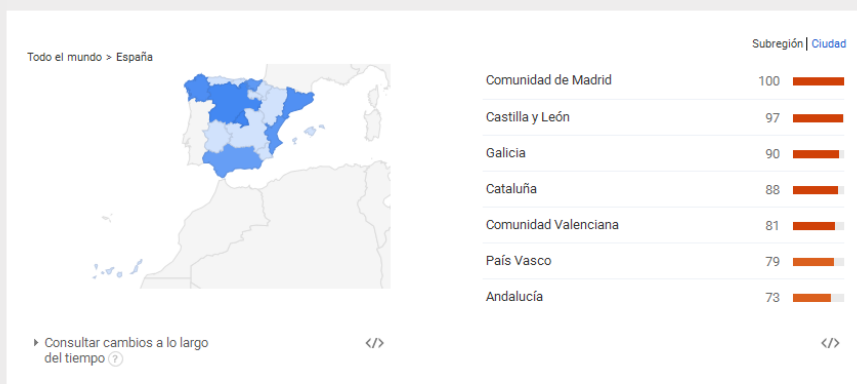 Subregión | Ciudad
Todo el mundo > España
Comunidad de Madrid 100
Castilla y León 97
Galicia 90
Cataluña 88
Comunidad Valenciana 81
País Vasco 79
Andalucía 73
Consultar cambios a lo largo
del tiempo ?
</> </>